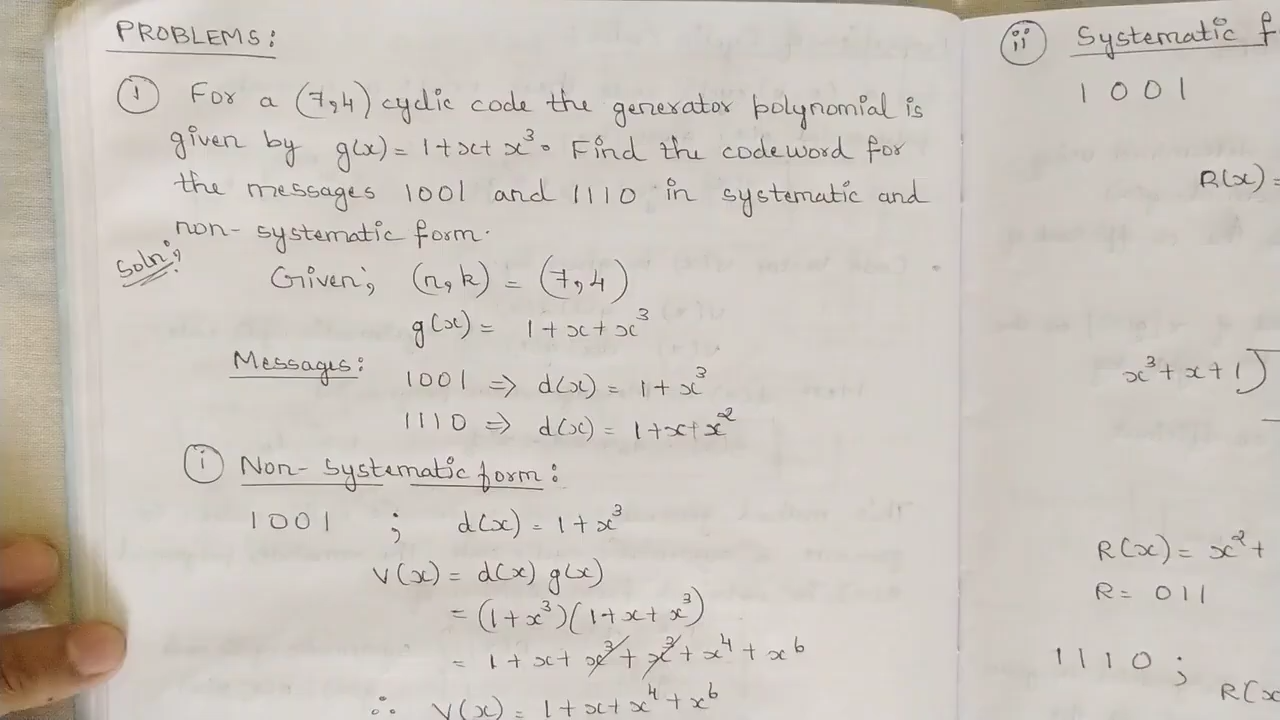 PROBLEMS:
① For a (7,4) cyclic code the generator polynomial is
given by g(x) = 1+x+x³. Find the codeword for
the messages 1001 and 1110 in systematic and
non-systematic form.
Soln:
Given; (n,k) = (7,4)
g(x) = 1+x+x³
Messages:
1001 => d(x) = 1+x³
1110 => d(x) = 1+x+x²
ⓘ Non-Systematic form:
1001 ; d(x) = 1+x³
V(x) = d(x) g(x)
= (1+x³)(1+x+x³)
= 1+x+x³+x³+x⁴+x⁶
∴ V(x) = 1+x+x⁴+x⁶
ⓘⓘ Systematic f
1001
R(x) =
x³+x+1)
R(x) = x²+
R = 011
1110 ;
R(x